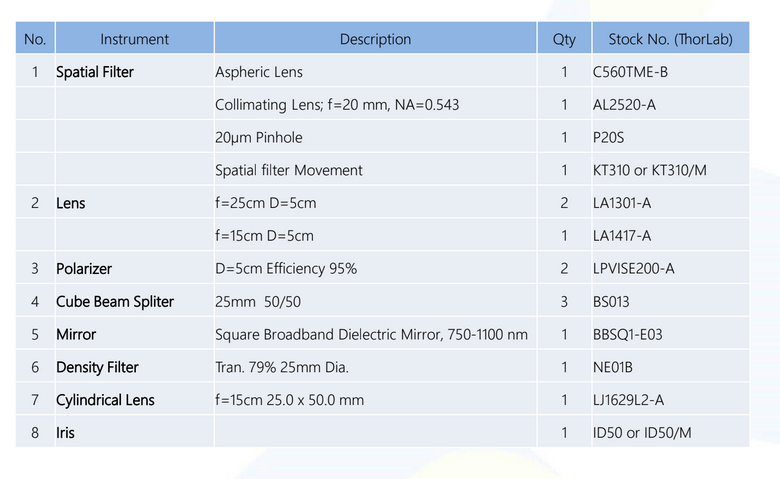 No. Instrument Description Qty Stock No. (ThorLab)
1 Spatial Filter Aspheric Lens 1 C560TME-B
Collimating Lens; f=20 mm, NA=0.543 1 AL2520-A
20μm Pinhole 1 P20S
Spatial filter Movement 1 KT310 or KT310/M
2 Lens f=25cm D=5cm 2 LA1301-A
f=15cm D=5cm 1 LA1417-A
3 Polarizer D=5cm Efficiency 95% 2 LPVISE200-A
4 Cube Beam Spliter 25mm 50/50 3 BS013
5 Mirror Square Broadband Dielectric Mirror, 750-1100 nm 1 BBSQ1-E03
6 Density Filter Tran. 79% 25mm Dia. 1 NE01B
7 Cylindrical Lens f=15cm 25.0 x 50.0 mm 1 LJ1629L2-A
8 Iris 1 ID50 or ID50/M